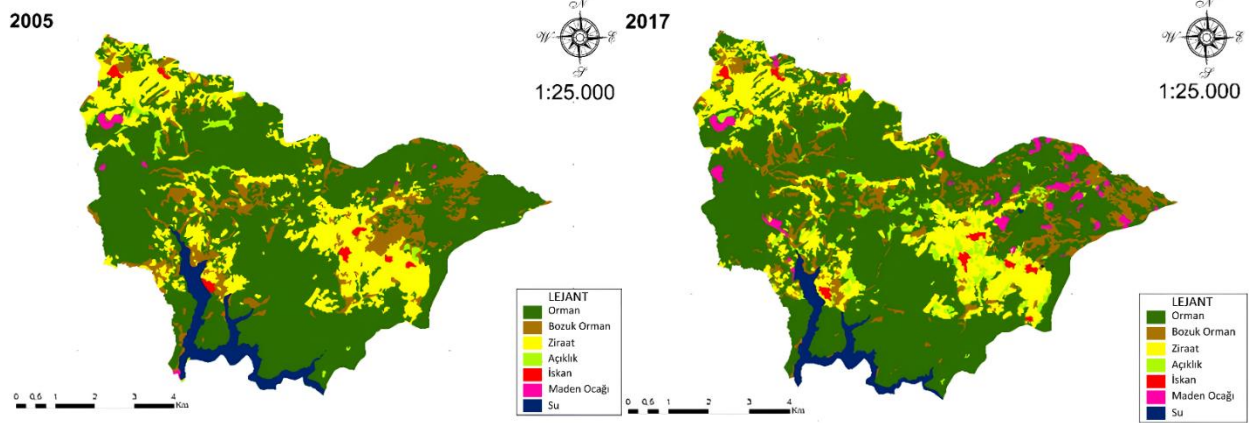 2005
N
W E
S
1:25.000
LEJANT
Orman
Bozuk Orman
Ziraat
Açıklık
İskan
Maden Ocağı
Su
0 0,5 1 2 3 4
Km
2017
N
W E
S
1:25.000
LEJANT
Orman
Bozuk Orman
Ziraat
Açıklık
İskan
Maden Ocağı
Su
0 0,5 1 2 3 4
Km